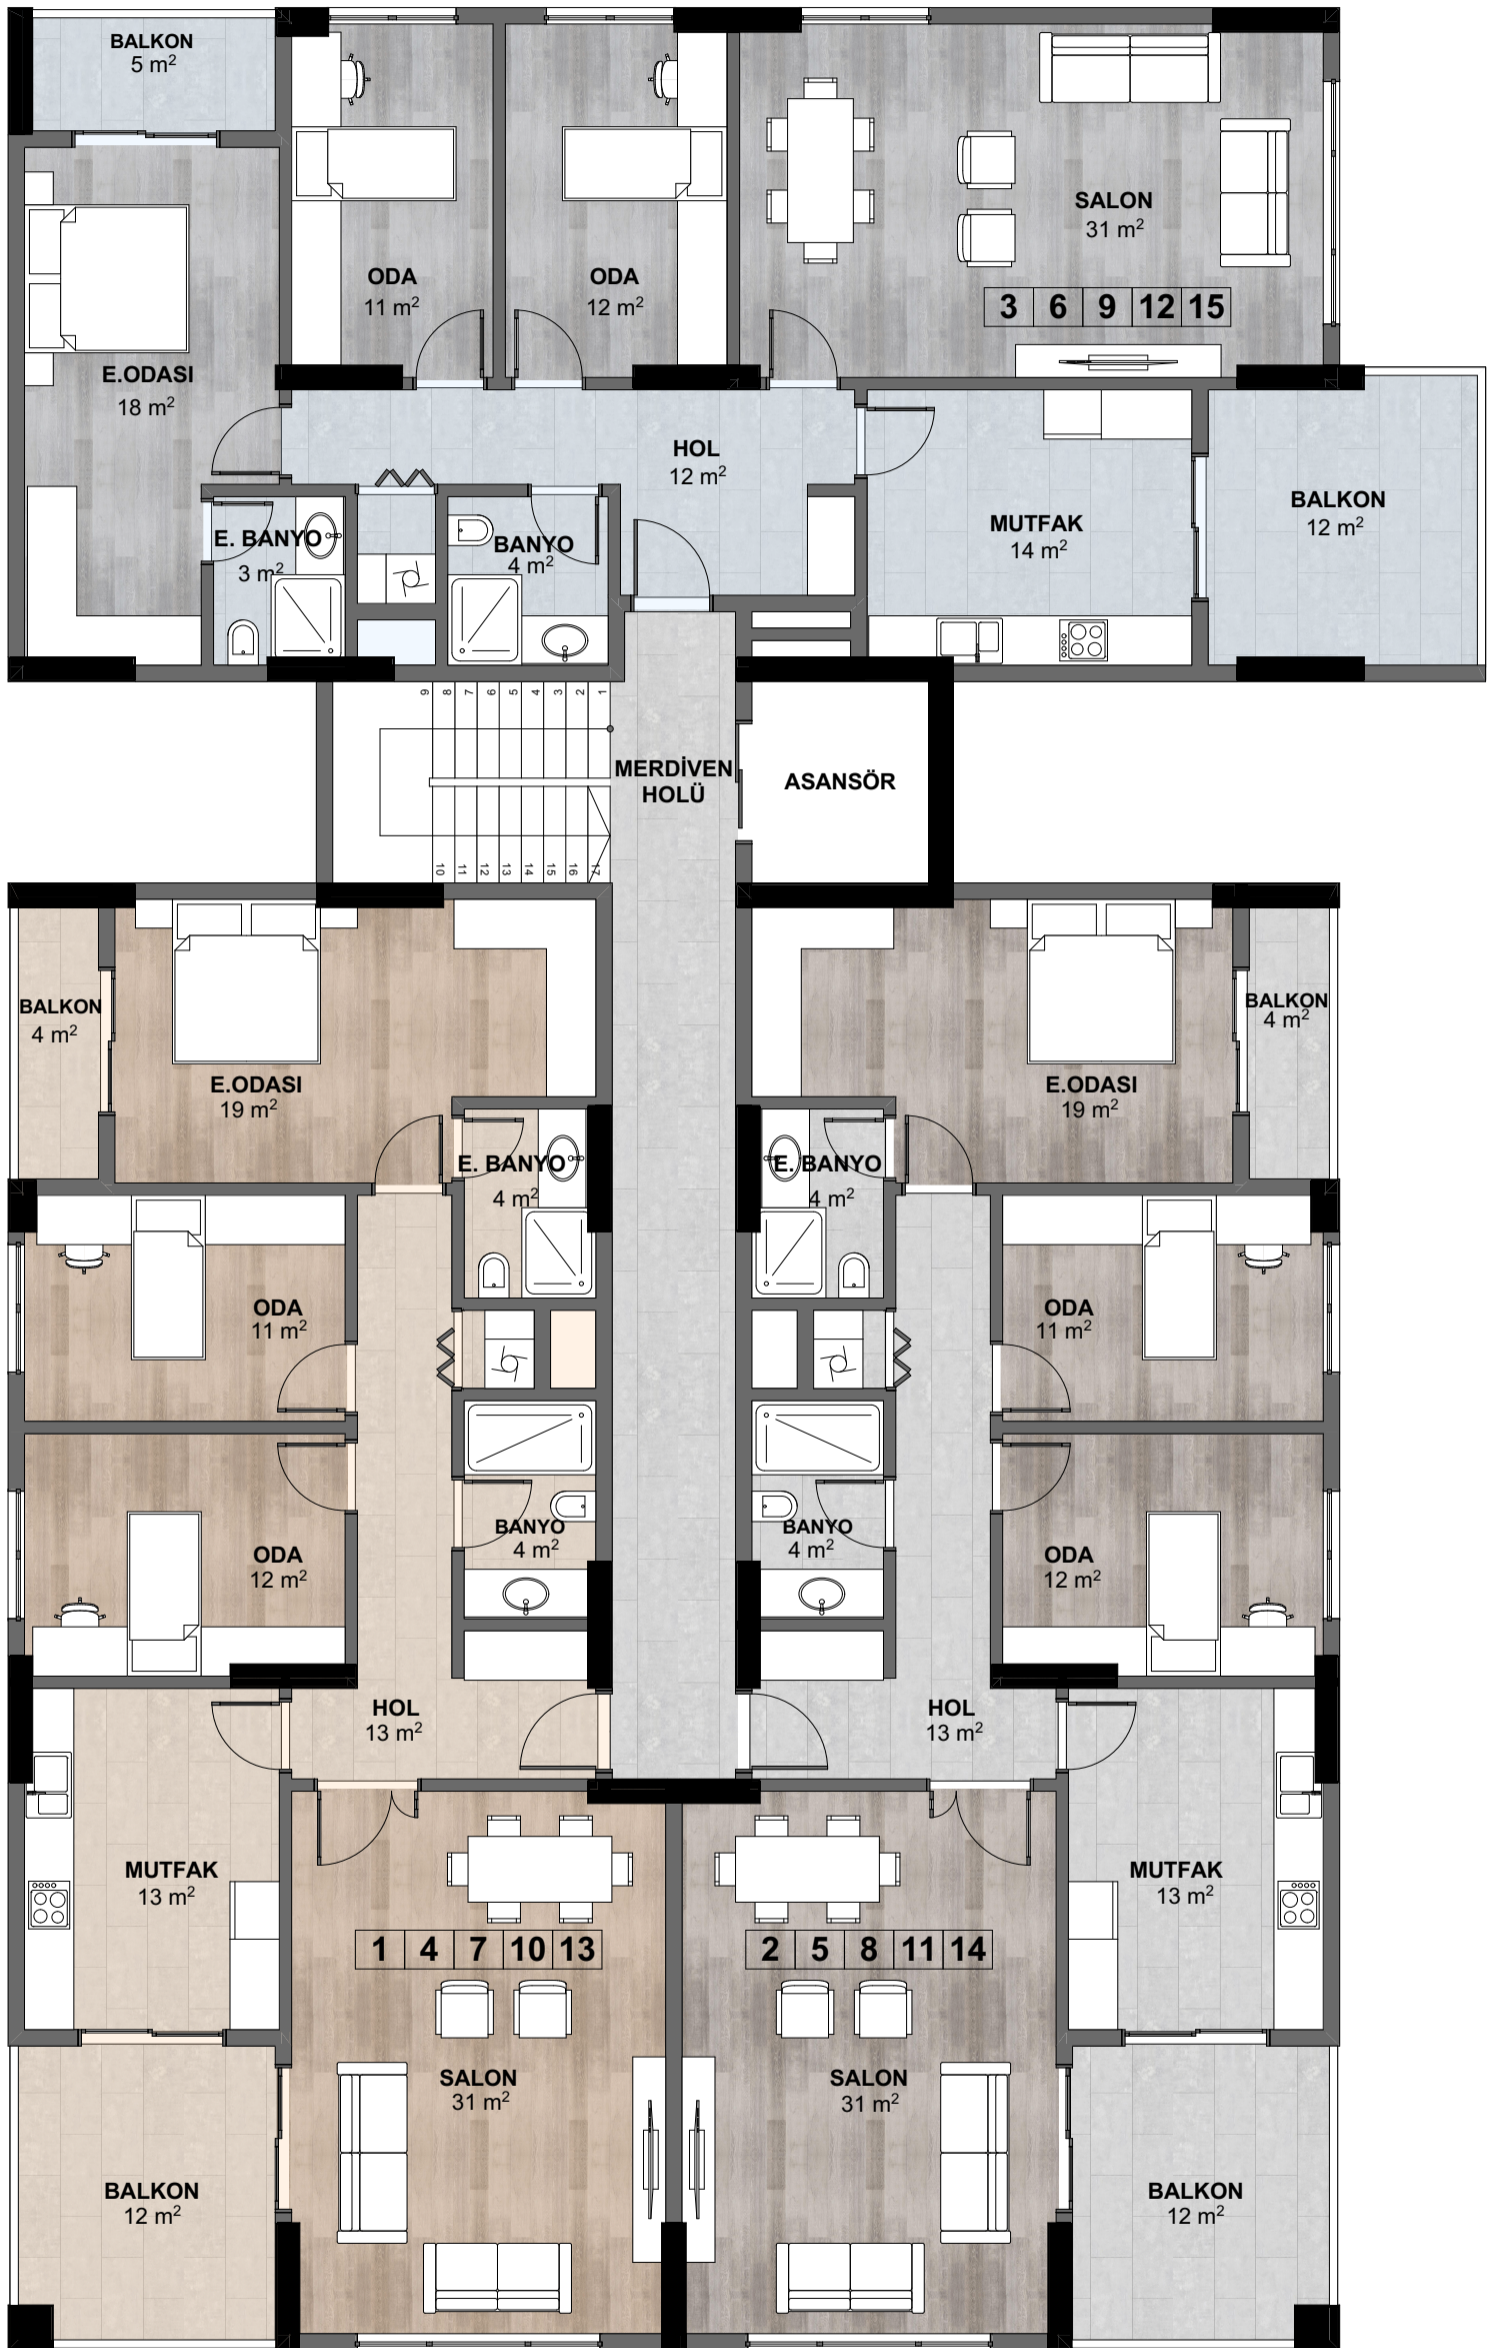 BALKON
5 m²
ODA
11 m²
ODA
12 m²
SALON
31 m²
3 6 9 12 15
E.ODASI
18 m²
HOL
12 m²
E. BANYO
3 m²
BANYO
4 m²
MUTFAK
14 m²
BALKON
12 m²
9 8 7 6 5 4 3 2 1
MERDİVEN
HOLÜ
ASANSÖR
10 11 12 13 14 15 16 17
BALKON
4 m²
E.ODASI
19 m²
E.ODASI
19 m²
BALKON
4 m²
E. BANYO
4 m²
E. BANYO
4 m²
ODA
11 m²
ODA
11 m²
BANYO
4 m²
BANYO
4 m²
ODA
12 m²
ODA
12 m²
HOL
13 m²
HOL
13 m²
MUTFAK
13 m²
MUTFAK
13 m²
1 4 7 10 13
2 5 8 11 14
SALON
31 m²
SALON
31 m²
BALKON
12 m²
BALKON
12 m²